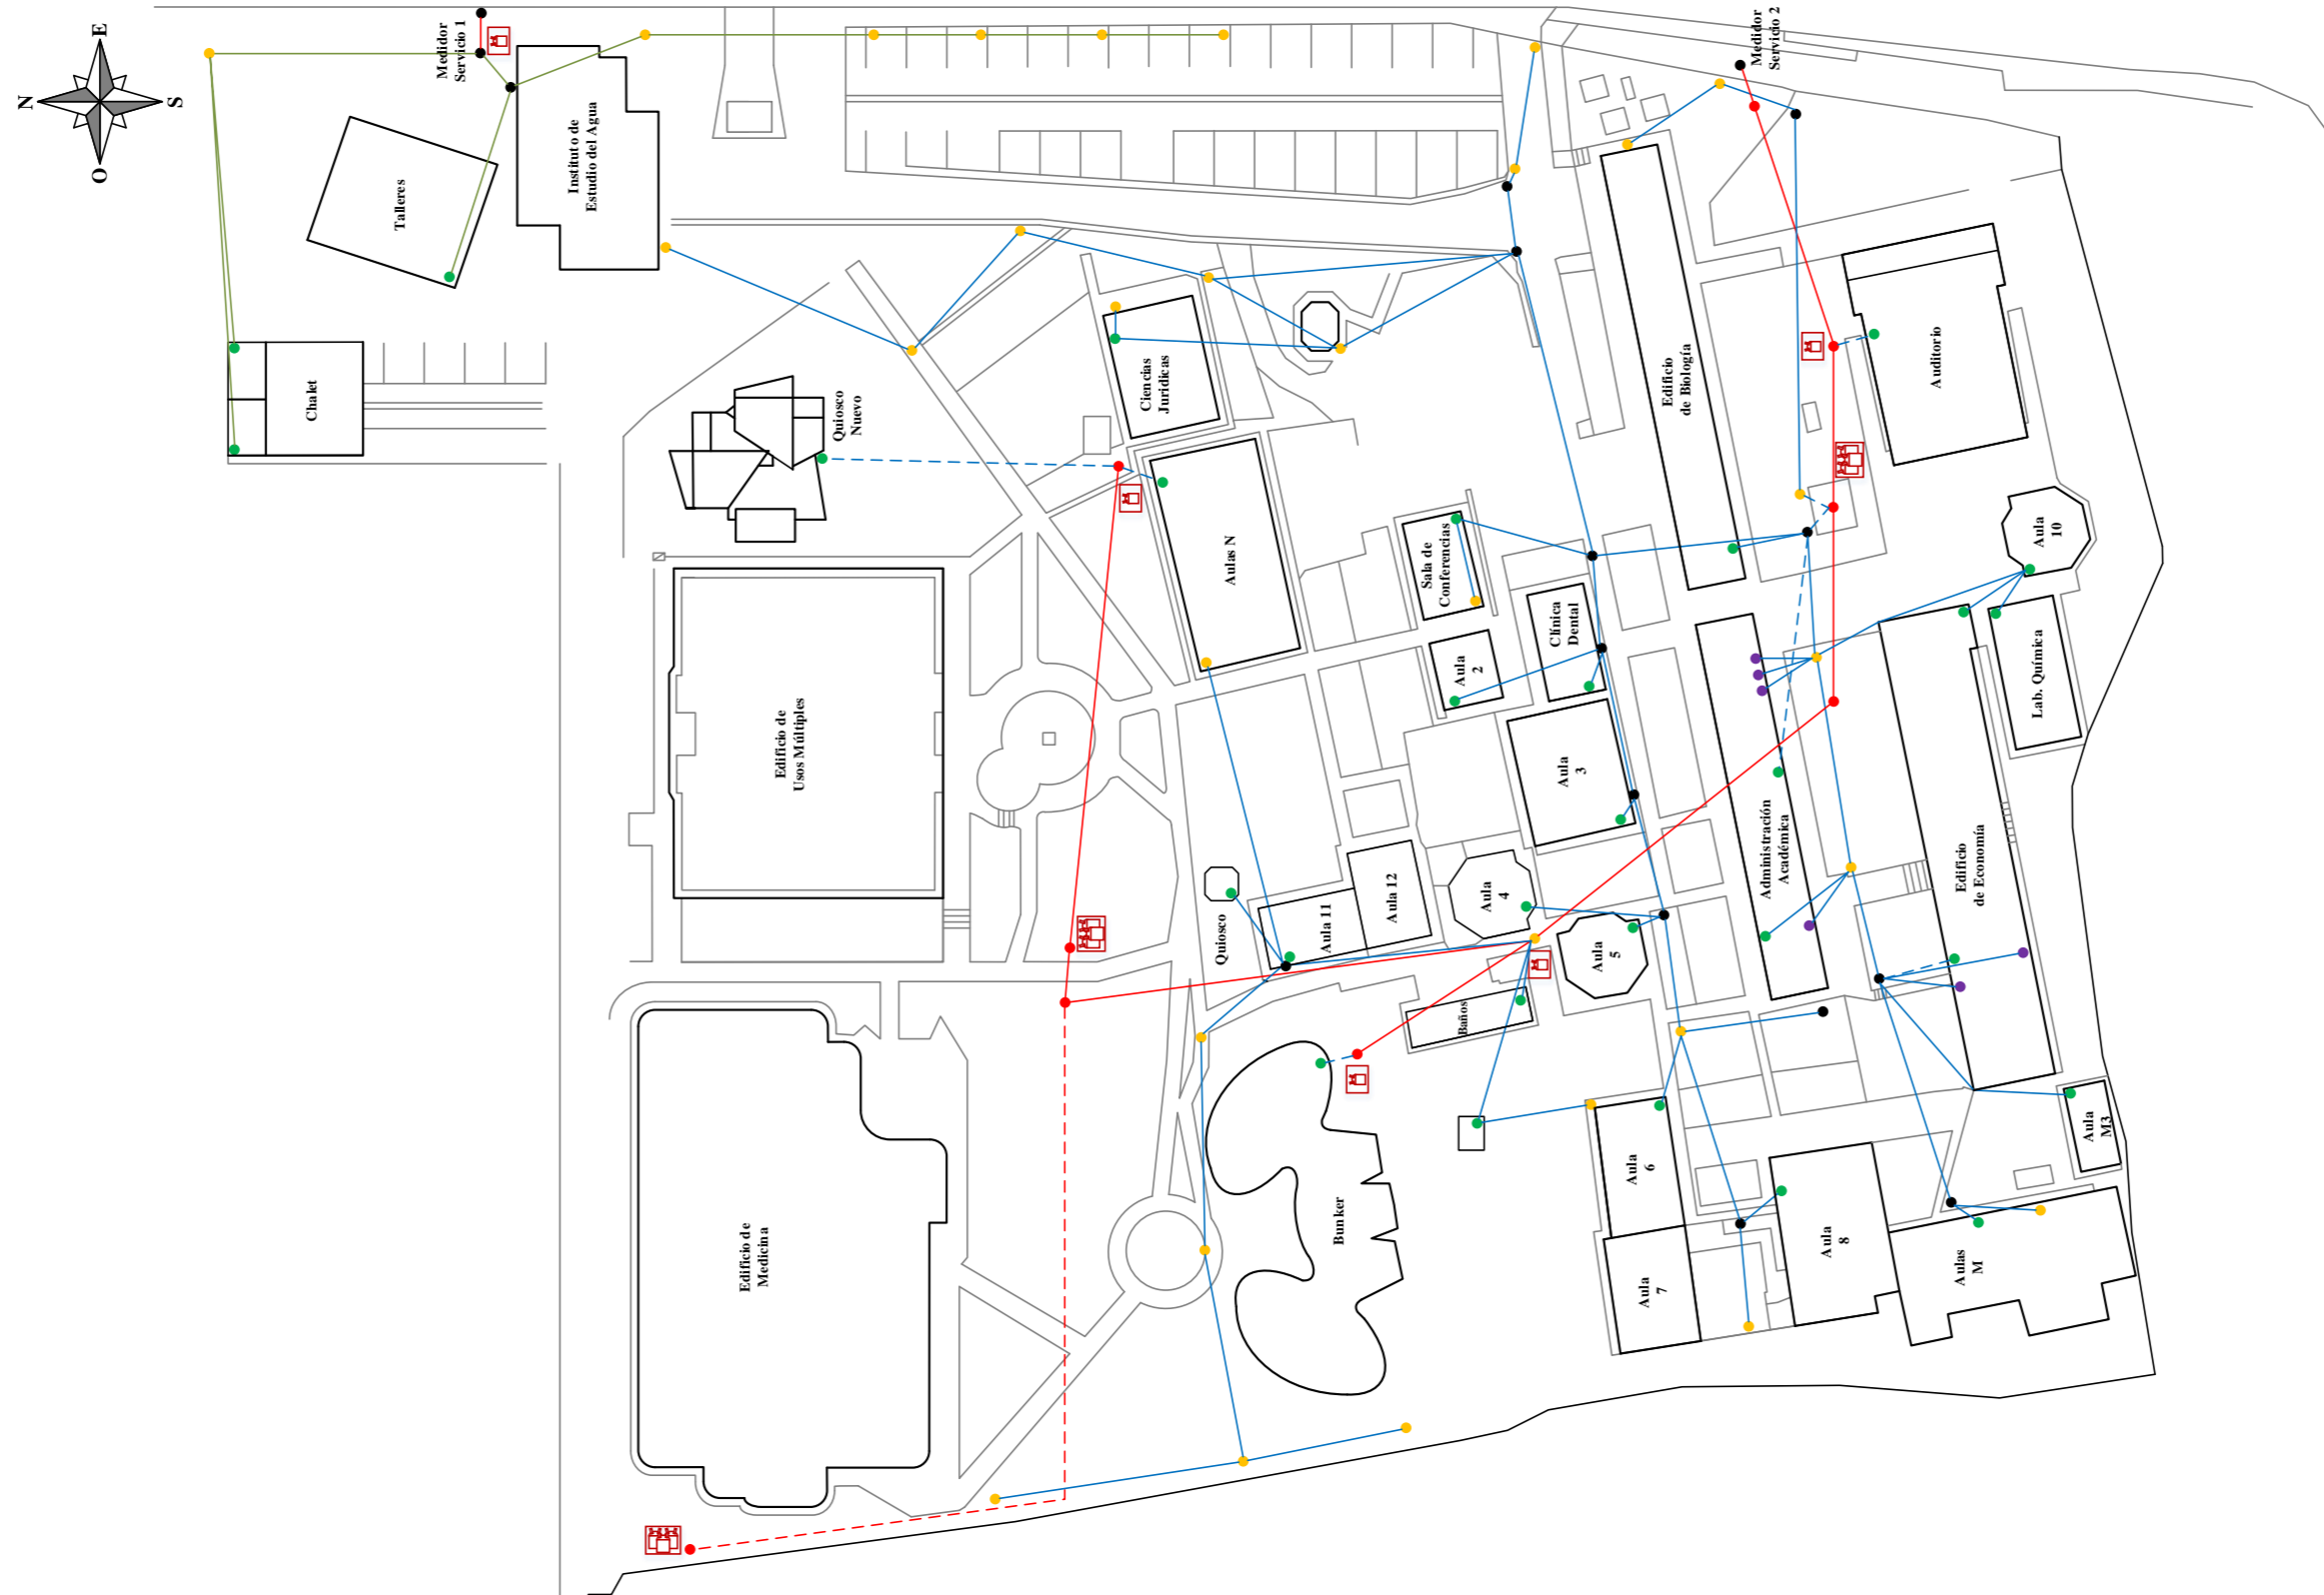 E
N
S
O
Medidor
Servicio 1
Medidor
Servicio 2
Talleres
Instituto de
Estudio del Agua
Chalet
Quiosco
Nuevo
Ciencias
Jurídicas
Edificio
de Biología
Auditorio
Aulas N
Sala de
Conferencias
Clínica
Dental
Aula
2
Aula
10
Lab. Química
Edificio de
Usos Múltiples
Aula
3
Administración
Académica
Edificio
de Economía
Quiosco
Aula 11
Aula 12
Aula
4
Aula
5
Baños
Aula
M3
Edificio de
Medicina
Bunker
Aula
6
Aula
7
Aula
8
Aulas
M